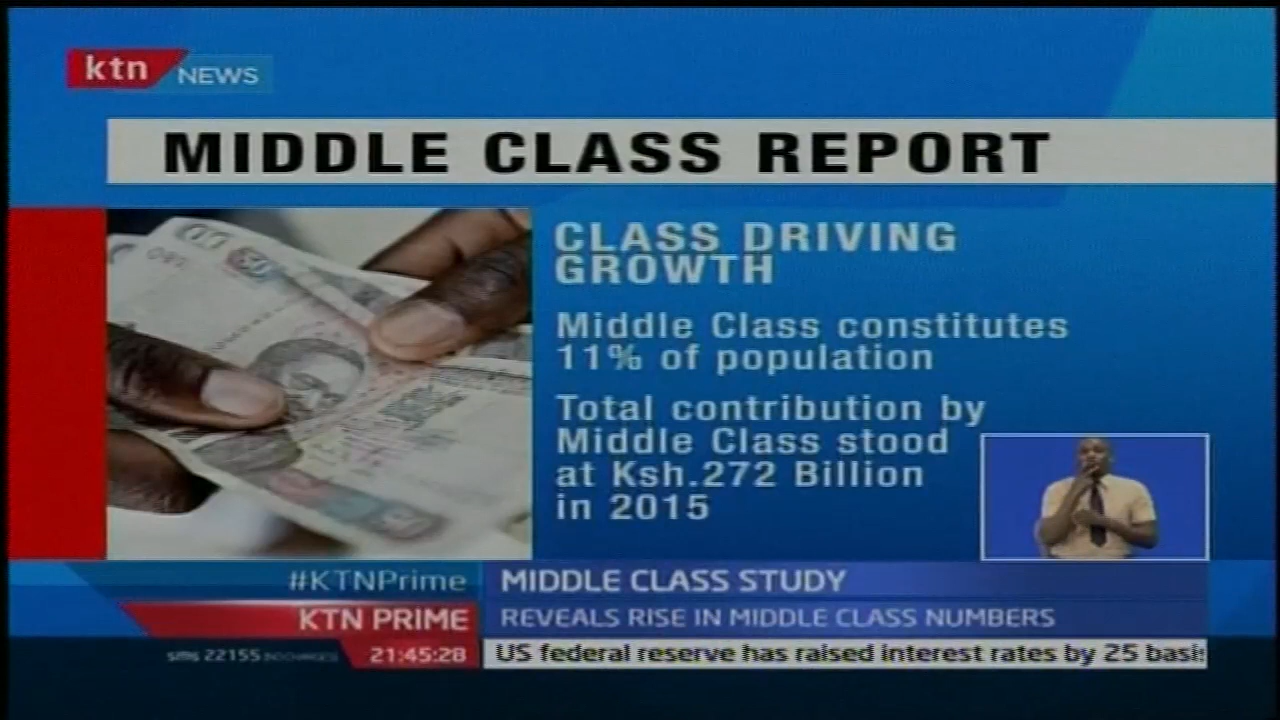 ktn NEWS
MIDDLE CLASS REPORT
CLASS DRIVING
GROWTH
Middle Class constitutes
11% of population
Total contribution by
Middle Class stood
at Ksh.272 Billion
in 2015
#KTNPrime
MIDDLE CLASS STUDY
KTN PRIME
REVEALS RISE IN MIDDLE CLASS NUMBERS
sms 22155
21:45:28
US federal reserve has raised interest rates by 25 basi